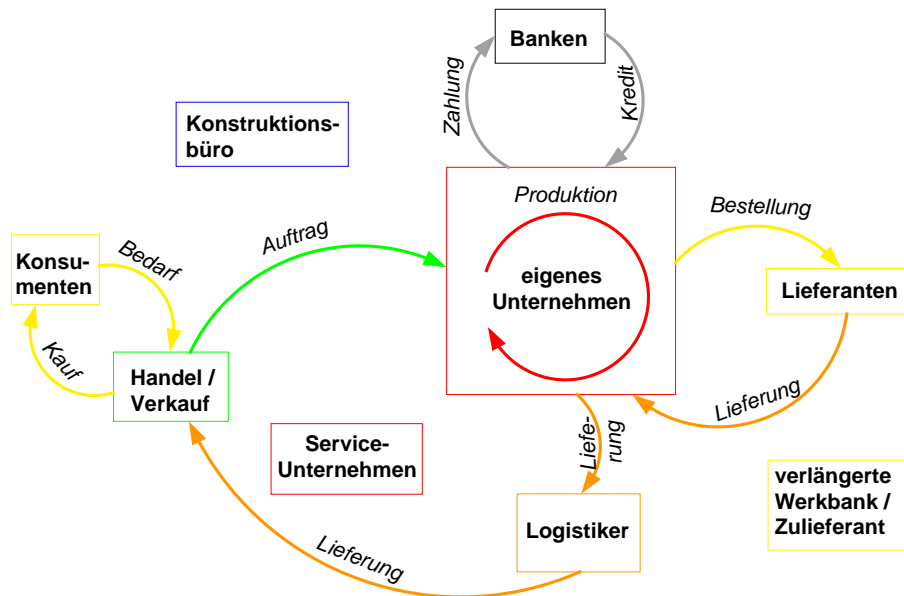 Banken
Zahlung
Kredit
Konstruktions-
büro
Produktion
Bestellung
Auftrag
Bedarf
Konsu-
menten
eigenes
Unternehmen
Lieferanten
Kauf
Handel /
Verkauf
Lieferung
Liefe-
rung
Service-
Unternehmen
verlängerte
Werkbank /
Zulieferant
Logistiker
Lieferung